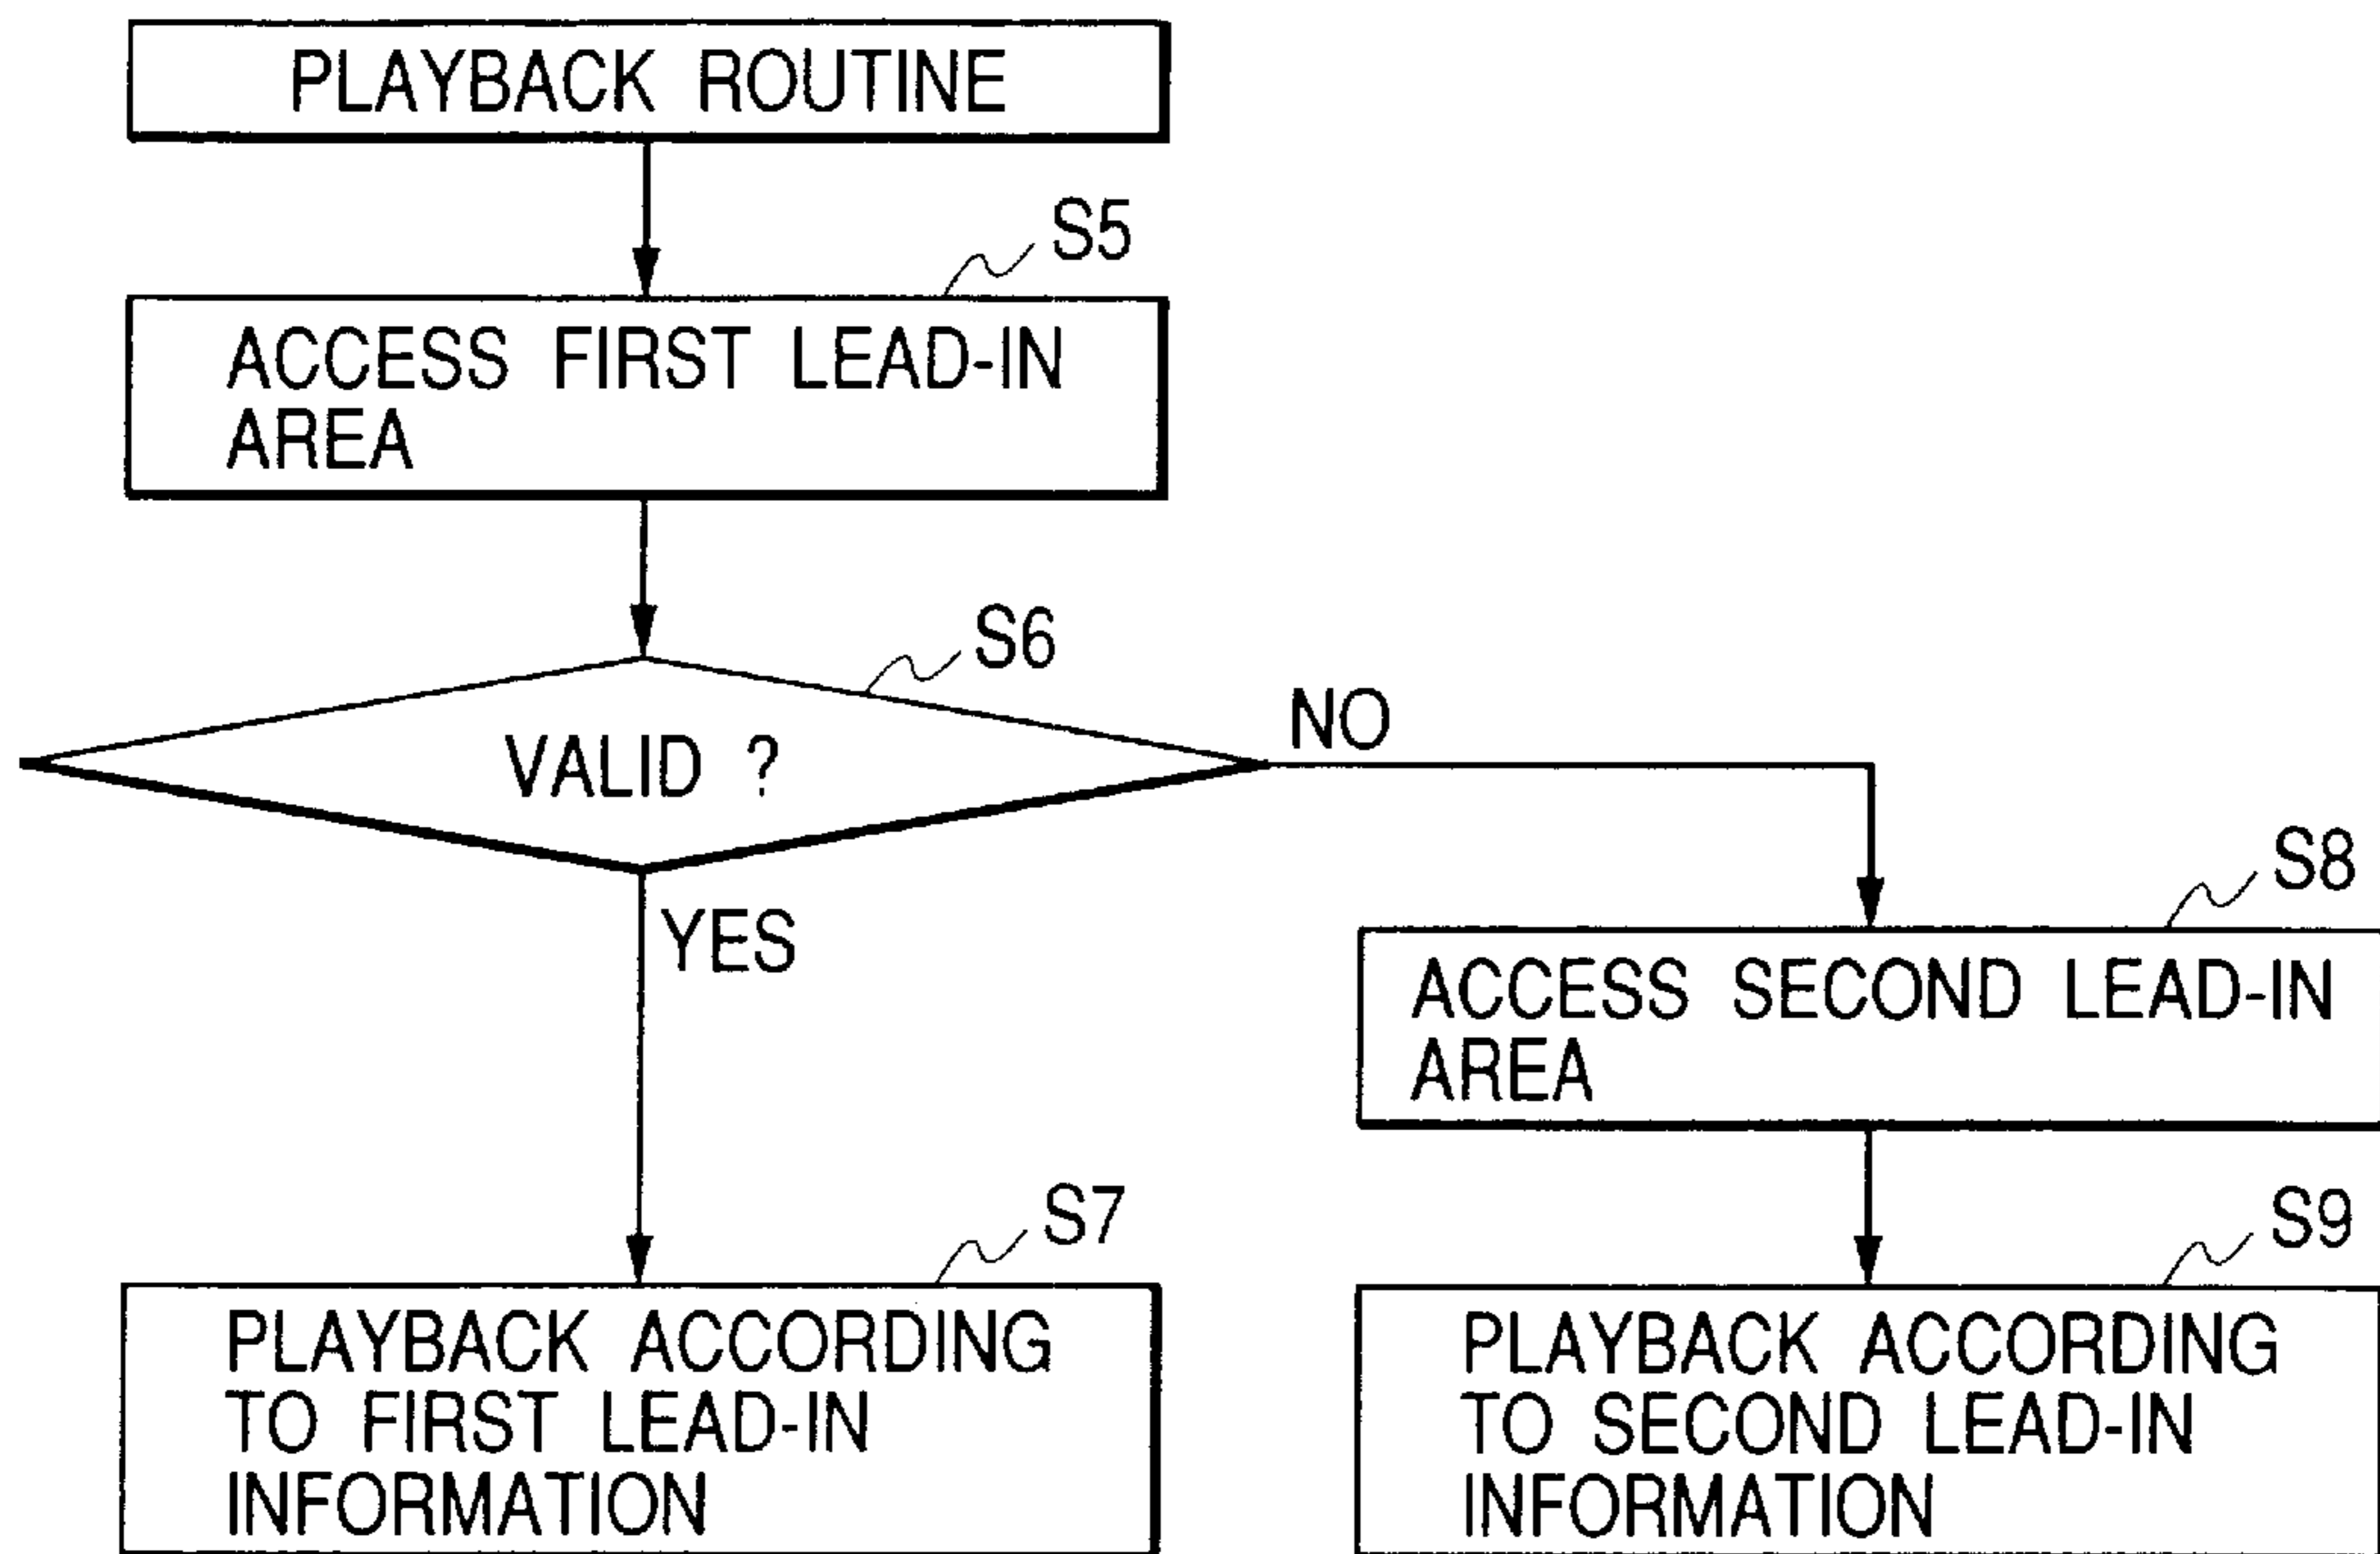 PLAYBACK ROUTINE
S5
ACCESS FIRST LEAD-IN
AREA
S6
VALID ?
NO
YES
S8
ACCESS SECOND LEAD-IN
AREA
S7
PLAYBACK ACCORDING
TO FIRST LEAD-IN
INFORMATION
S9
PLAYBACK ACCORDING
TO SECOND LEAD-IN
INFORMATION